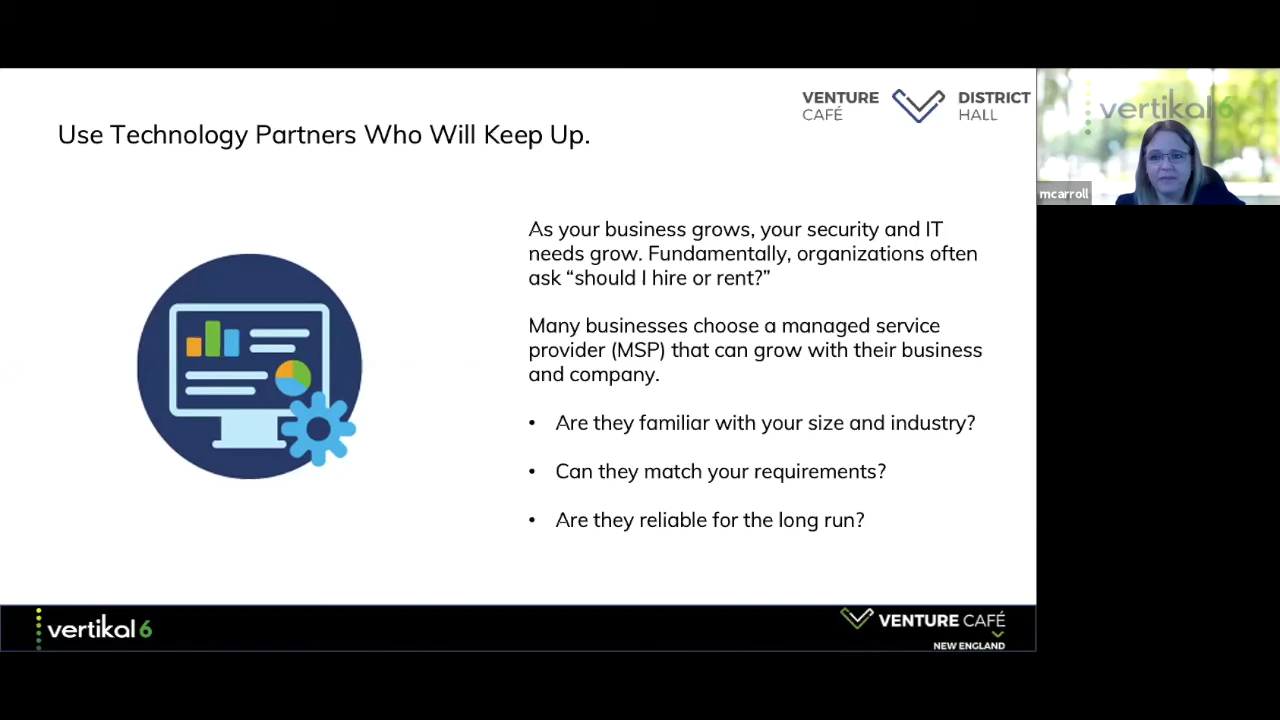 VENTURE
CAFÉ
DISTRICT
HALL
Use Technology Partners Who Will Keep Up.
vertikal6
mcarroll
As your business grows, your security and IT
needs grow. Fundamentally, organizations often
ask “should I hire or rent?”
Many businesses choose a managed service
provider (MSP) that can grow with their business
and company.
• Are they familiar with your size and industry?
• Can they match your requirements?
• Are they reliable for the long run?
vertikal6
VENTURE CAFÉ
NEW ENGLAND